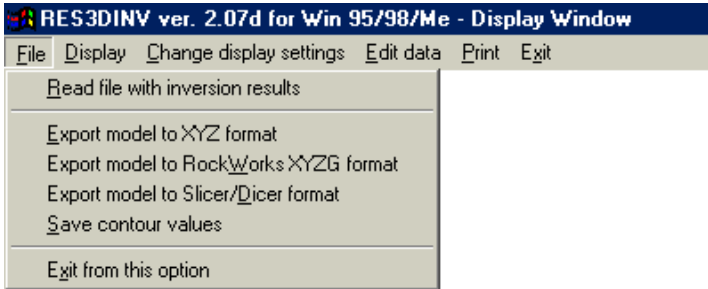 RES3DINV ver. 2.07d for Win 95/98/Me - Display Window
File Display Change display settings Edit data Print Exit
Read file with inversion results
Export model to XYZ format
Export model to RockWorks XYZG format
Export model to Slicer/Dicer format
Save contour values
Exit from this option